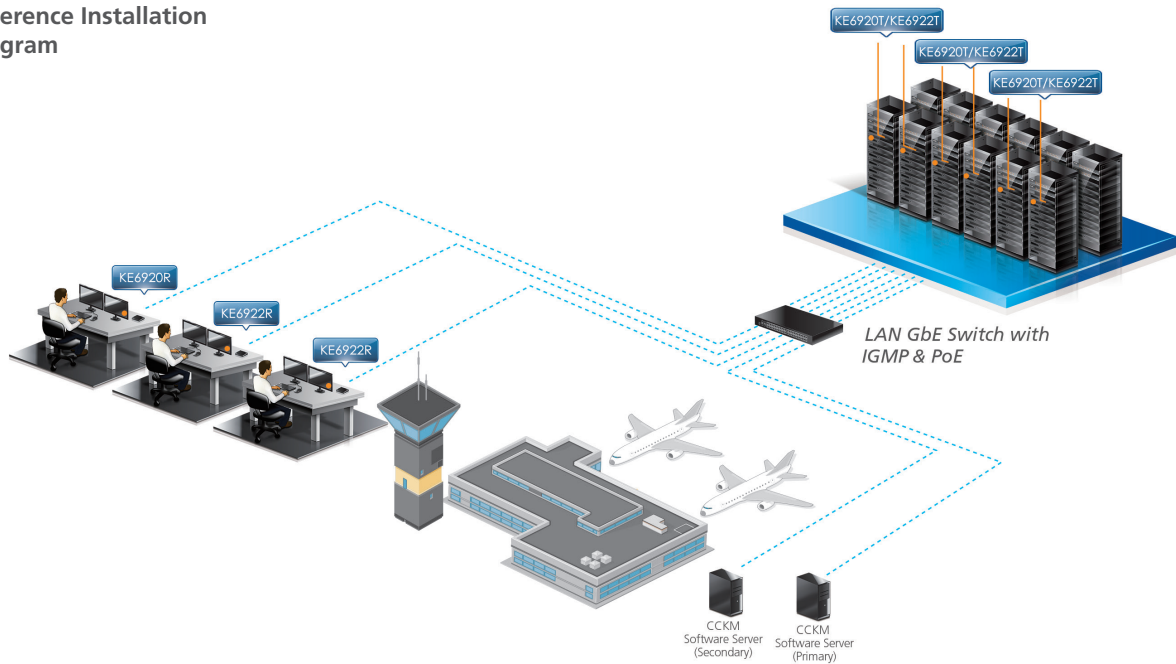 erence Installation
gram
KE6920T/KE6922T
KE6920T/KE6922T
KE6920T/KE6922T
KE6920R
KE6922R
KE6922R
LAN GbE Switch with
IGMP & PoE
CCKM
Software Server
(Secondary)
CCKM
Software Server
(Primary)